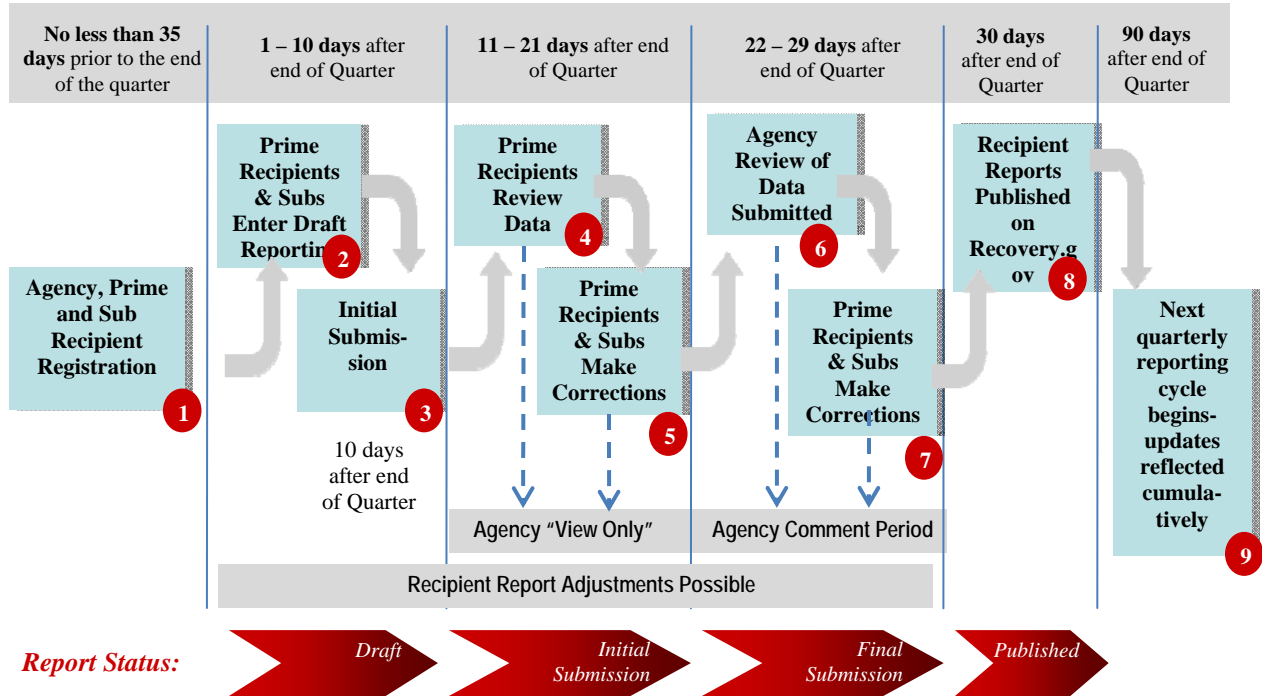 No less than 35
days prior to the end
of the quarter
1 – 10 days after
end of Quarter
11 – 21 days after end
of Quarter
22 – 29 days after
end of Quarter
30 days
after end of
Quarter
90 days
after end of
Quarter
Agency, Prime
and Sub
Recipient
Registration
1
Prime
Recipients
& Subs
Enter Draft
Reporting
2
Initial
Submis-
sion
3
10 days
after end
of Quarter
Prime
Recipients
Review
Data
4
Prime
Recipients
& Subs
Make
Corrections
5
Agency
Review of
Data
Submitted
6
Prime
Recipients
& Subs
Make
Corrections
7
Recipient
Reports
Published
on
Recovery.g
ov
8
Next
quarterly
reporting
cycle
begins-
updates
reflected
cumula-
tively
9
Agency “View Only”
Agency Comment Period
Recipient Report Adjustments Possible
Report Status:
Draft
Initial
Submission
Final
Submission
Published